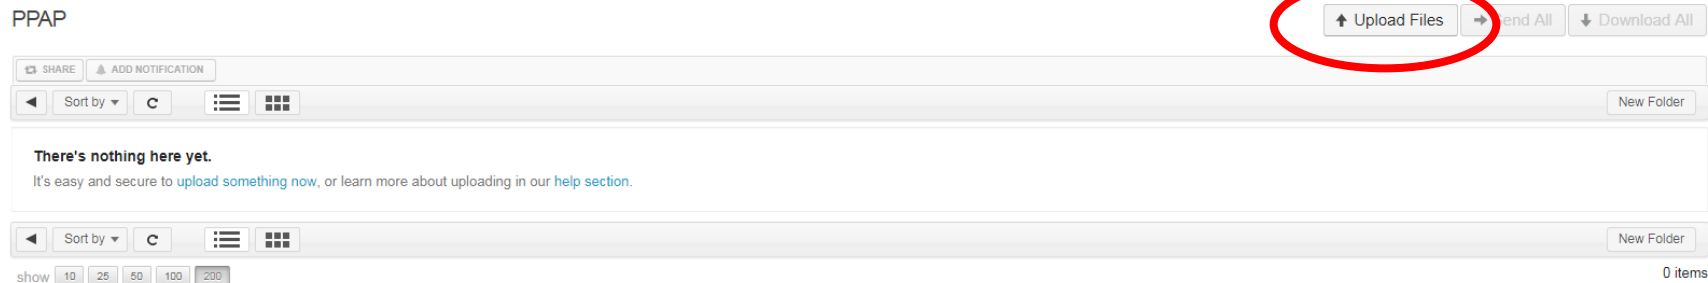 PPAP
Upload Files Send All Download All
SHARE ADD NOTIFICATION
Sort by New Folder
There's nothing here yet.
It's easy and secure to upload something now, or learn more about uploading in our help section.
Sort by New Folder
show 10 25 50 100 200 0 items